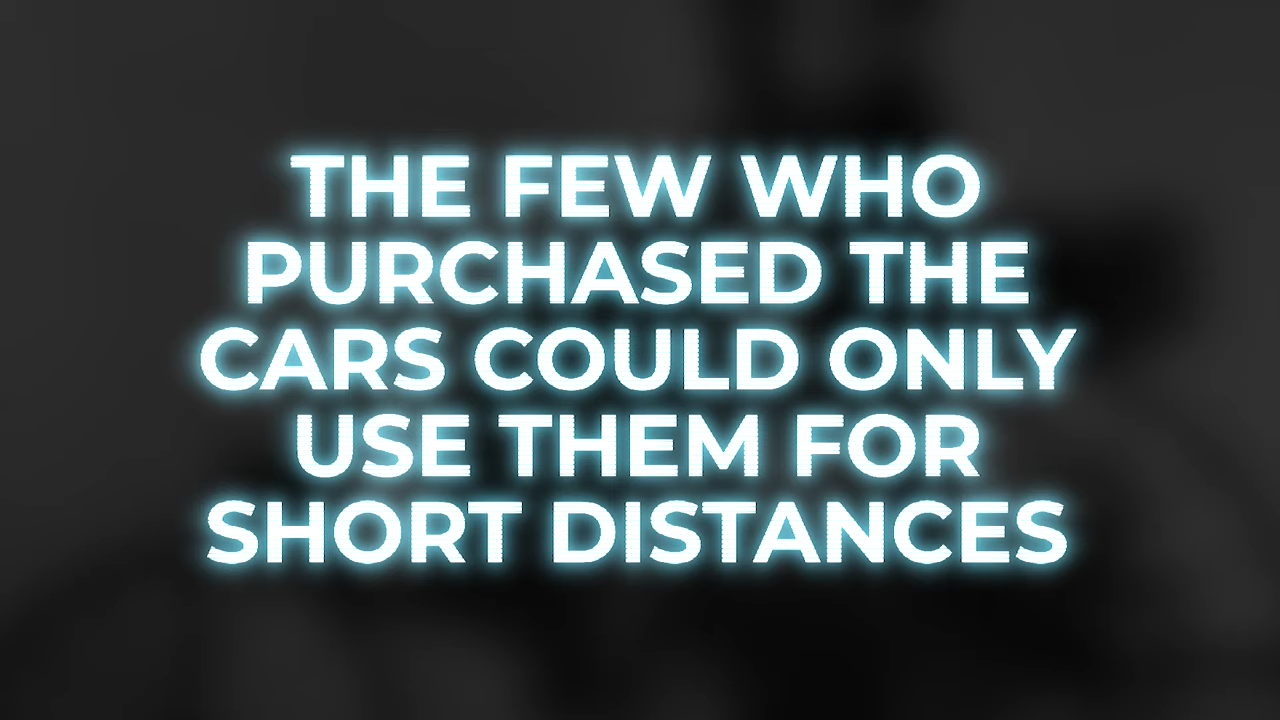 THE FEW WHO
PURCHASED THE
CARS COULD ONLY
USE THEM FOR
SHORT DISTANCES